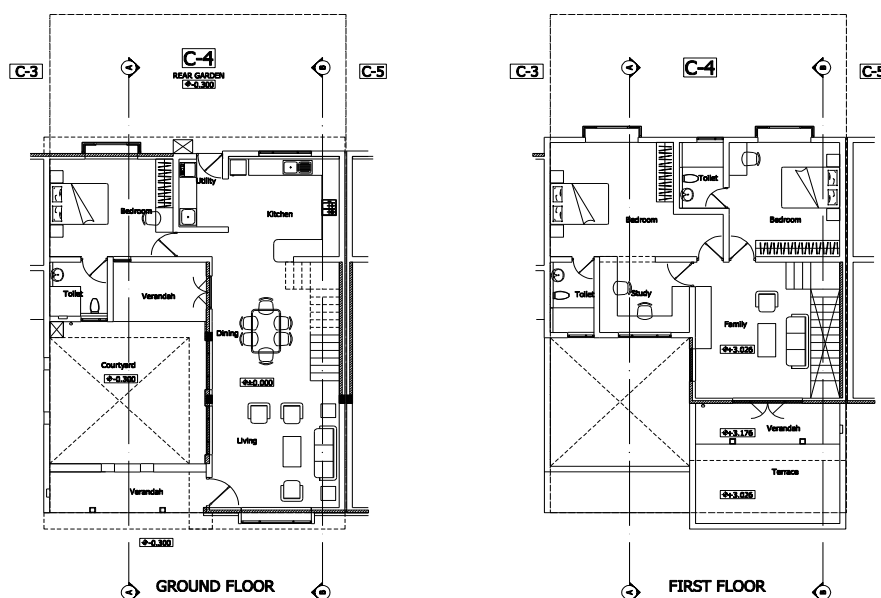 C-3
C-4
REAR GARDEN
-0.300
C-5
A
B
Utility
Bedroom
Kitchen
Toilet
Verandah
Dining
Courtyard
-0.300
±0.000
Living
Verandah
-0.300
A
B
GROUND FLOOR
C-3
C-4
C-5
A
B
Toilet
Bedroom
Bedroom
Toilet
Study
Family
+3.026
+3.176
Verandah
Terrace
+3.026
A
B
FIRST FLOOR